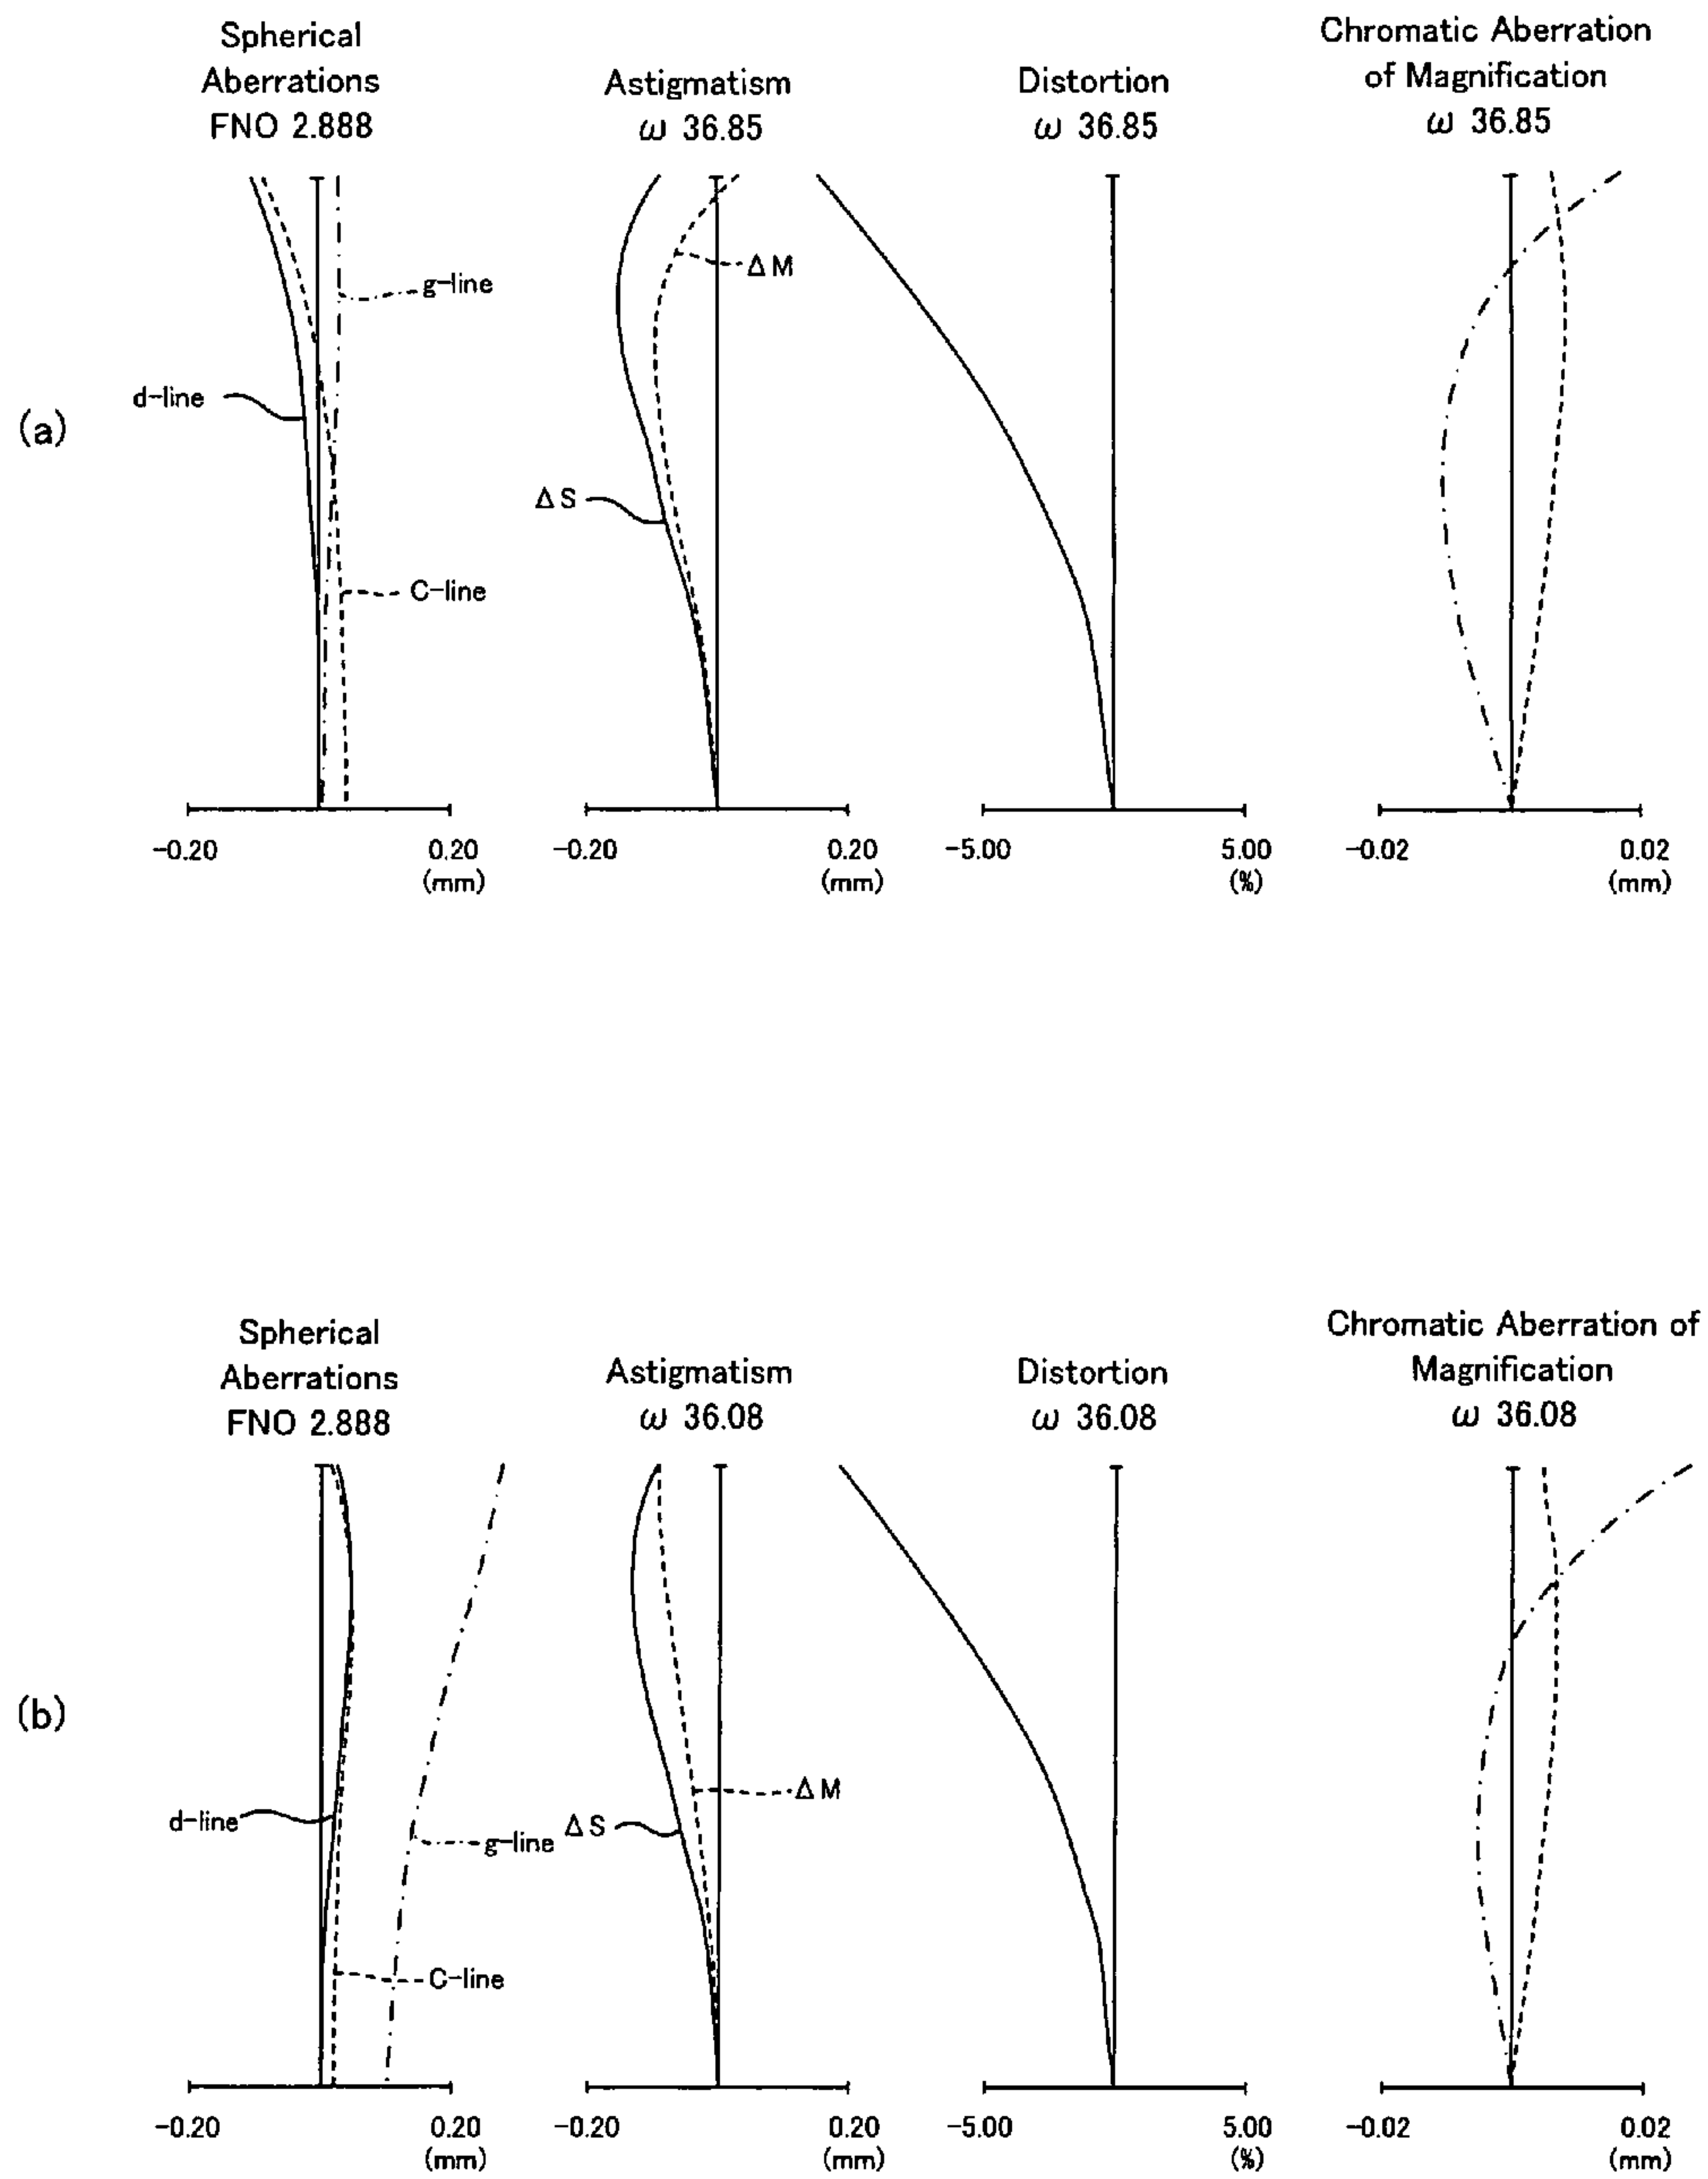 Spherical
Aberrations
FNO 2.888
Astigmatism
ω 36.85
Distortion
ω 36.85
Chromatic Aberration
of Magnification
ω 36.85
(a)
d-line
g-line
C-line
ΔM
ΔS
-0.20
0.20
(mm)
-0.20
0.20
(mm)
-5.00
5.00
(%)
-0.02
0.02
(mm)
Spherical
Aberrations
FNO 2.888
Astigmatism
ω 36.08
Distortion
ω 36.08
Chromatic Aberration of
Magnification
ω 36.08
(b)
d-line
g-line
C-line
ΔS
ΔM
-0.20
0.20
(mm)
-0.20
0.20
(mm)
-5.00
5.00
(%)
-0.02
0.02
(mm)